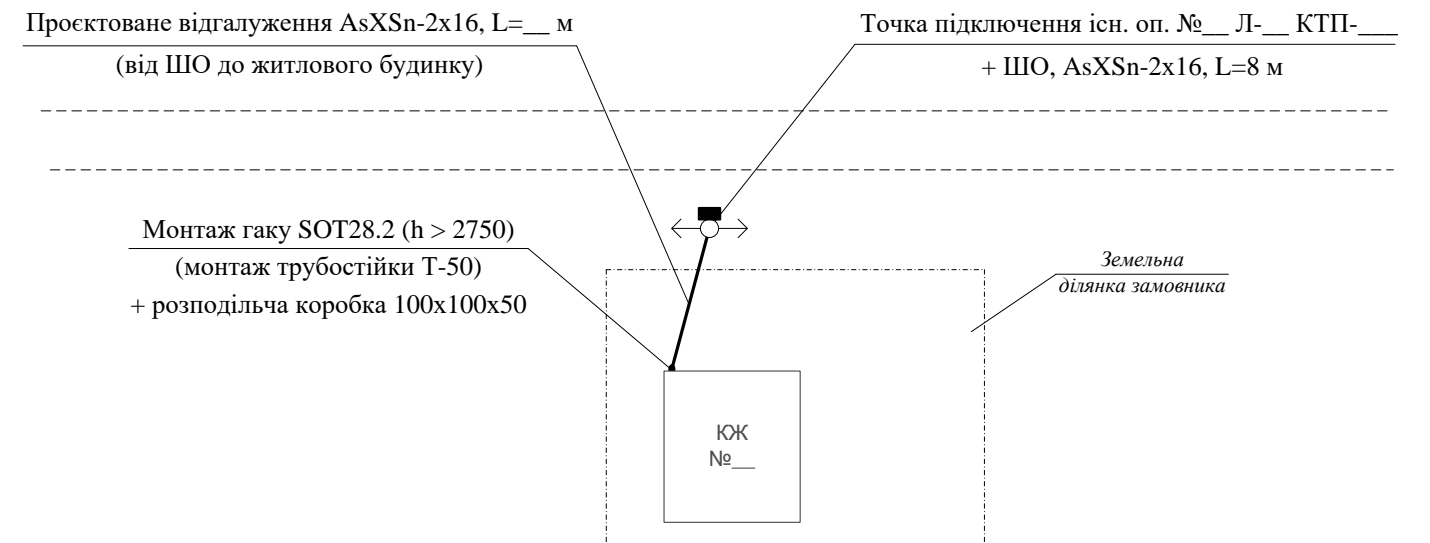 Проєктоване відгалуження AsXSn-2x16, L=__ м
(від ШО до житлового будинку)
Точка підключення існ. оп. №__ Л-__ КТП-___
+ ШО, AsXSn-2x16, L=8 м
Монтаж гаку SOT28.2 (h > 2750)
(монтаж трубостійки Т-50)
+ розподільча коробка 100х100х50
Земельна
ділянка замовника
КЖ
№__